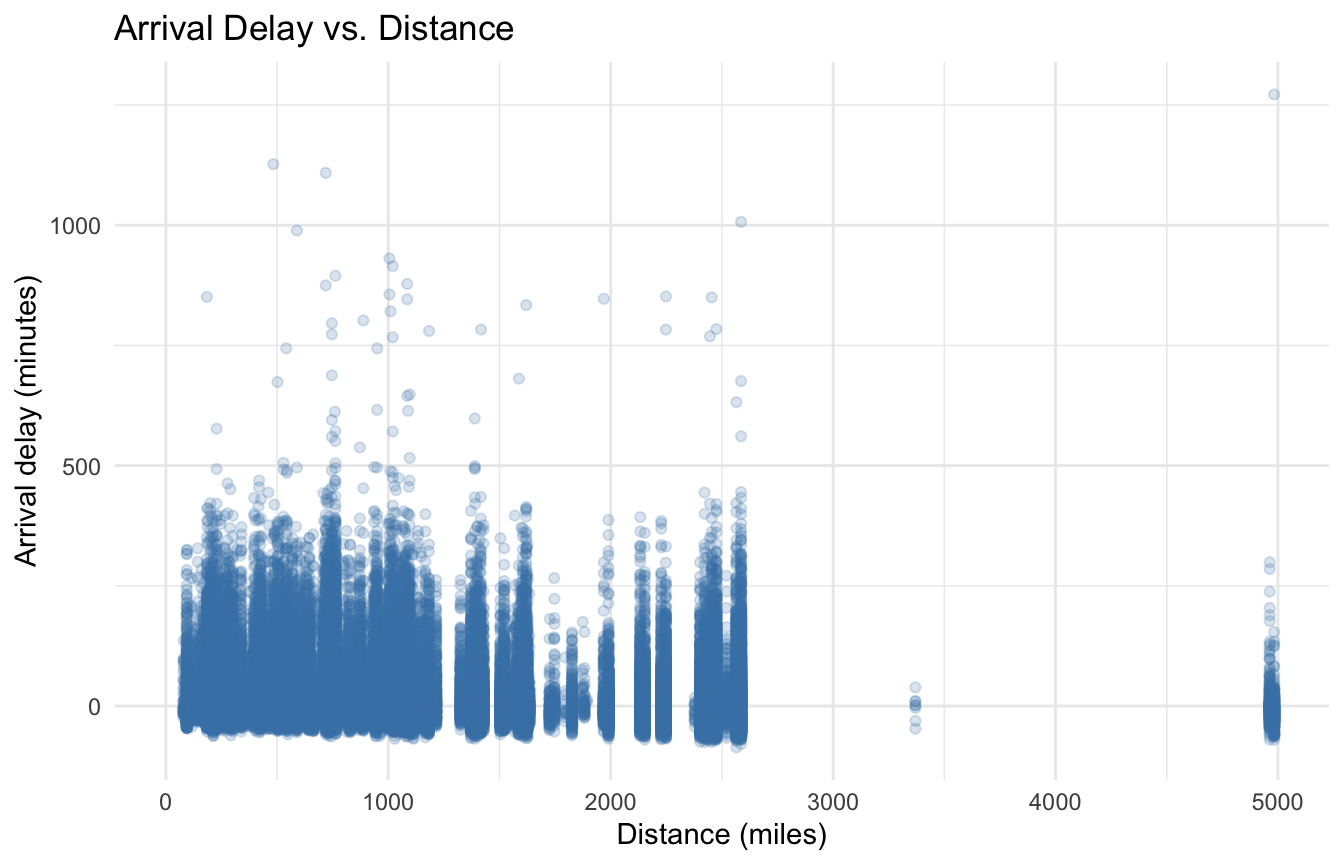 Arrival Delay vs. Distance
Arrival delay (minutes)
1000
500
0
0 1000 2000 3000 4000 5000
Distance (miles)